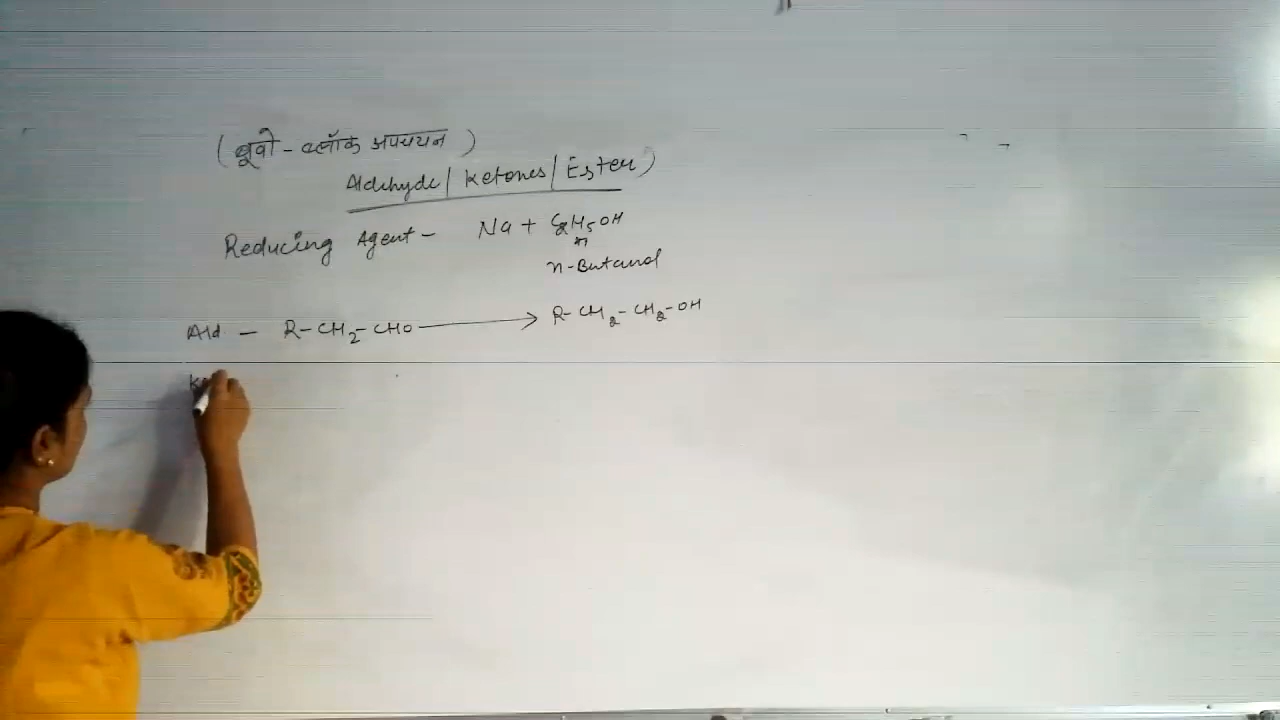 (बूवो - ब्लॉक अपचयन)
Aldehyde / Ketones / Ester)
Reducing Agent - Na + C2H5OH
n-Butanol
Ald - R-CH2-CHO ⟶ R-CH2-CH2-OH